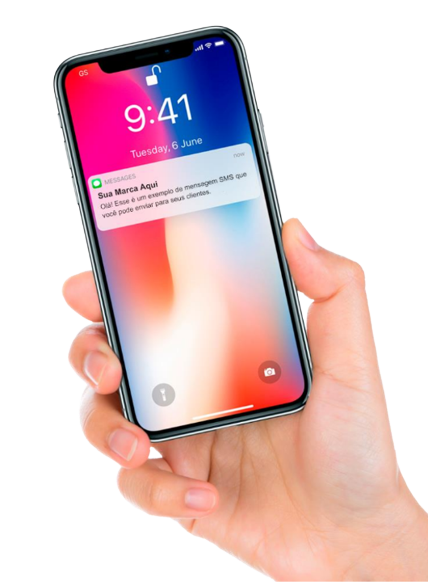 GS
9:41
Tuesday, 6 June
MESSAGES
now
Sua Marca Aqui
Olá! Esse é um exemplo de mensagem SMS que
você pode enviar para seus clientes.